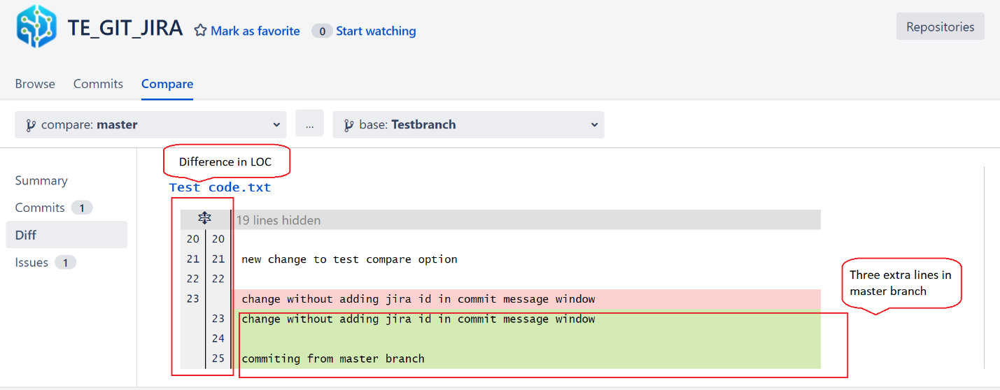 TE_GIT_JIRA Mark as favorite 0 Start watching Repositories
Browse Commits Compare
compare: master ... base: Testbranch
Difference in LOC
Summary
Test code.txt
Commits 1
19 lines hidden
Diff
20 20
21 21 new change to test compare option
Issues 1
22 22
Three extra lines in
master branch
23 change without adding jira id in commit message window
23 change without adding jira id in commit message window
24
25 commiting from master branch